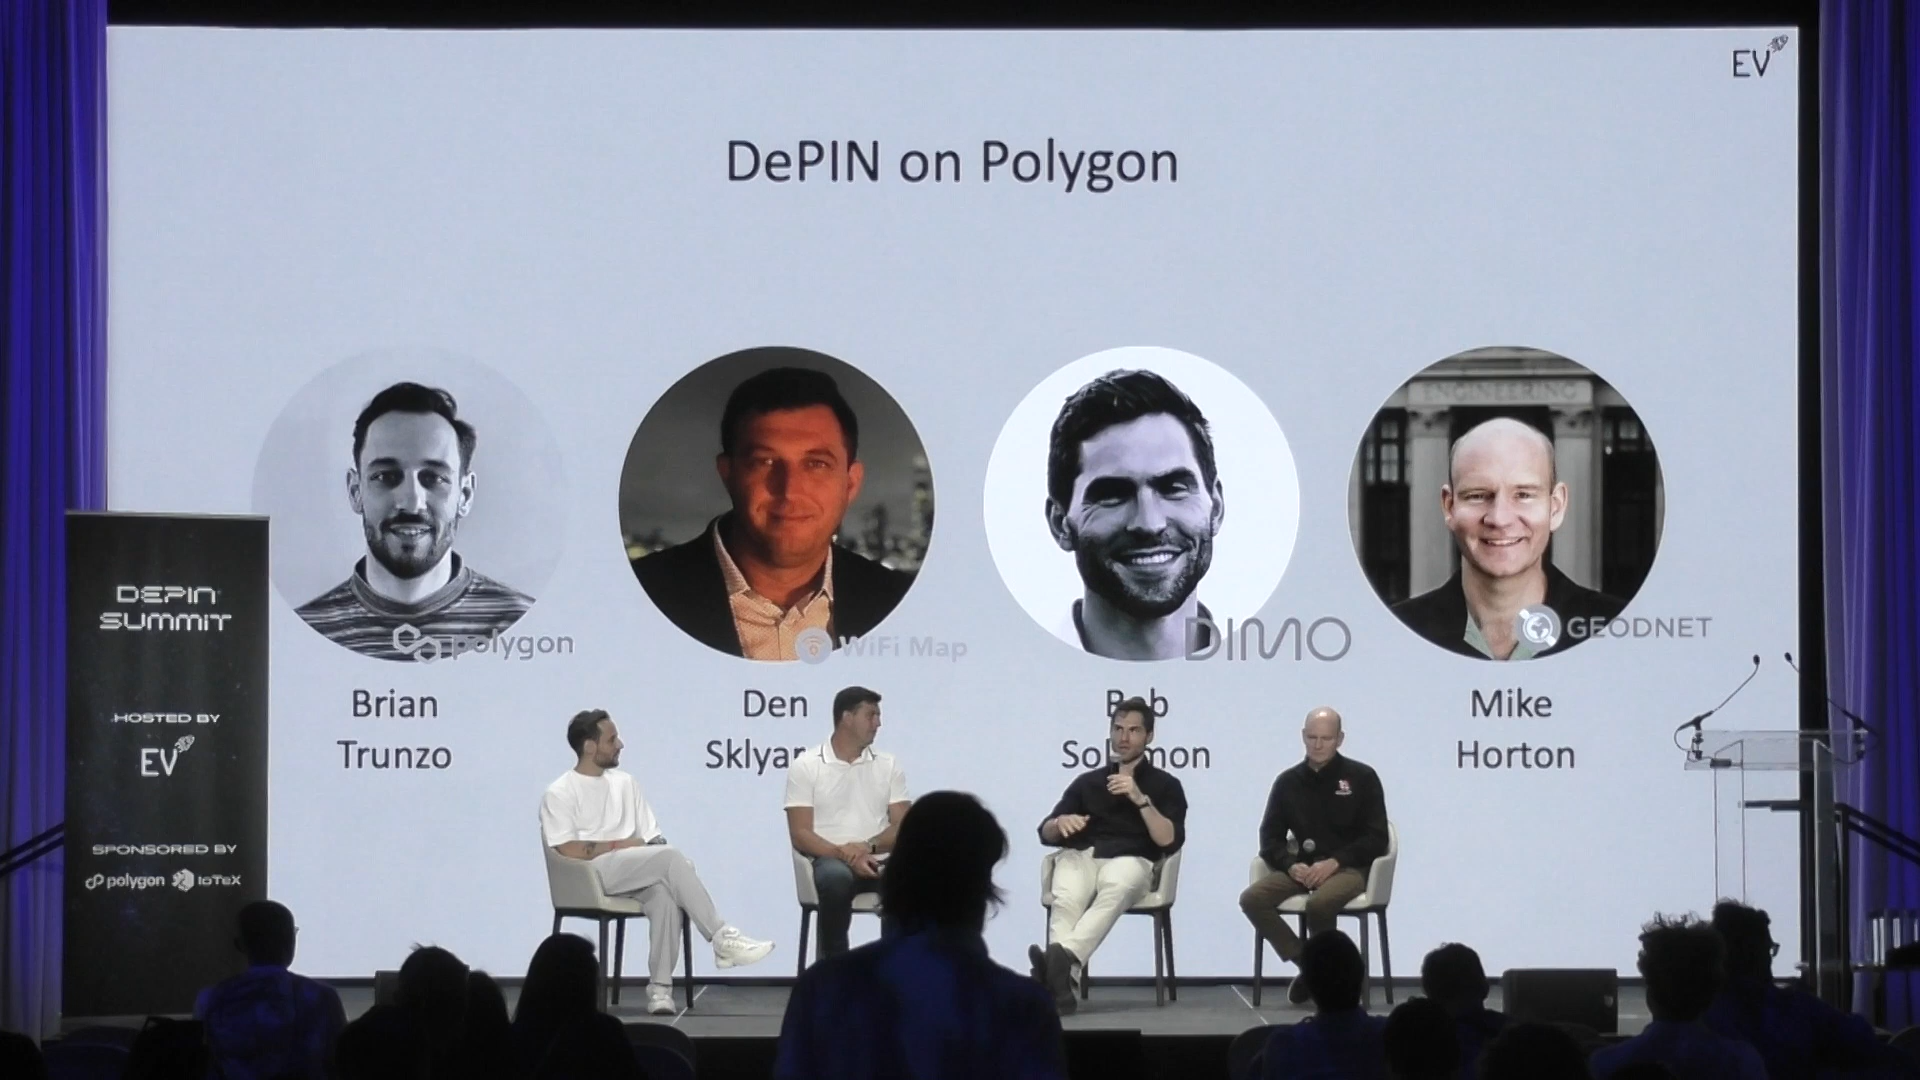 EV
DePIN on Polygon
ENGINEERING
polygon
WiFi Map
DIMO
GEODNET
Brian
Trunzo
Den
Mike
Horton
DEPIN
SUMMIT
HOSTED BY
EV
SPONSORED BY
polygon IoTeX